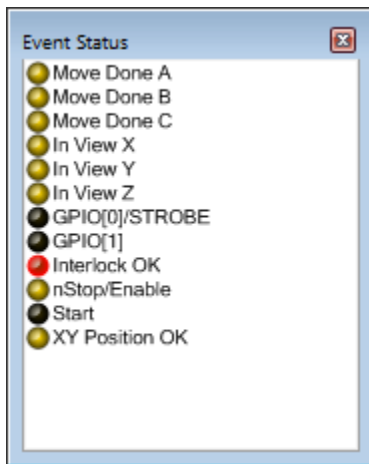 Event Status
Move Done A
Move Done B
Move Done C
In View X
In View Y
In View Z
GPIO[0]/STROBE
GPIO[1]
Interlock OK
nStop/Enable
Start
XY Position OK